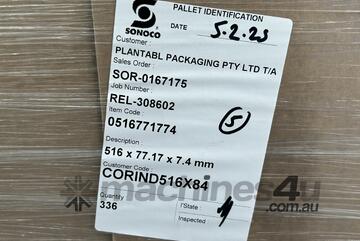 SONOCO
PALLET IDENTIFICATION
DATE 5.2.25
Customer :
PLANTABL PACKAGING PTY LTD T/A
Sales Order :
SOR-0167175
Job Number :
REL-308602
Item Code :
0516771774
5
Description :
516 x 77.17 x 7.4 mm
Customer Code
CORIND516X84
Quantity
336
I'State :
Inspected
machines4u
.com.au